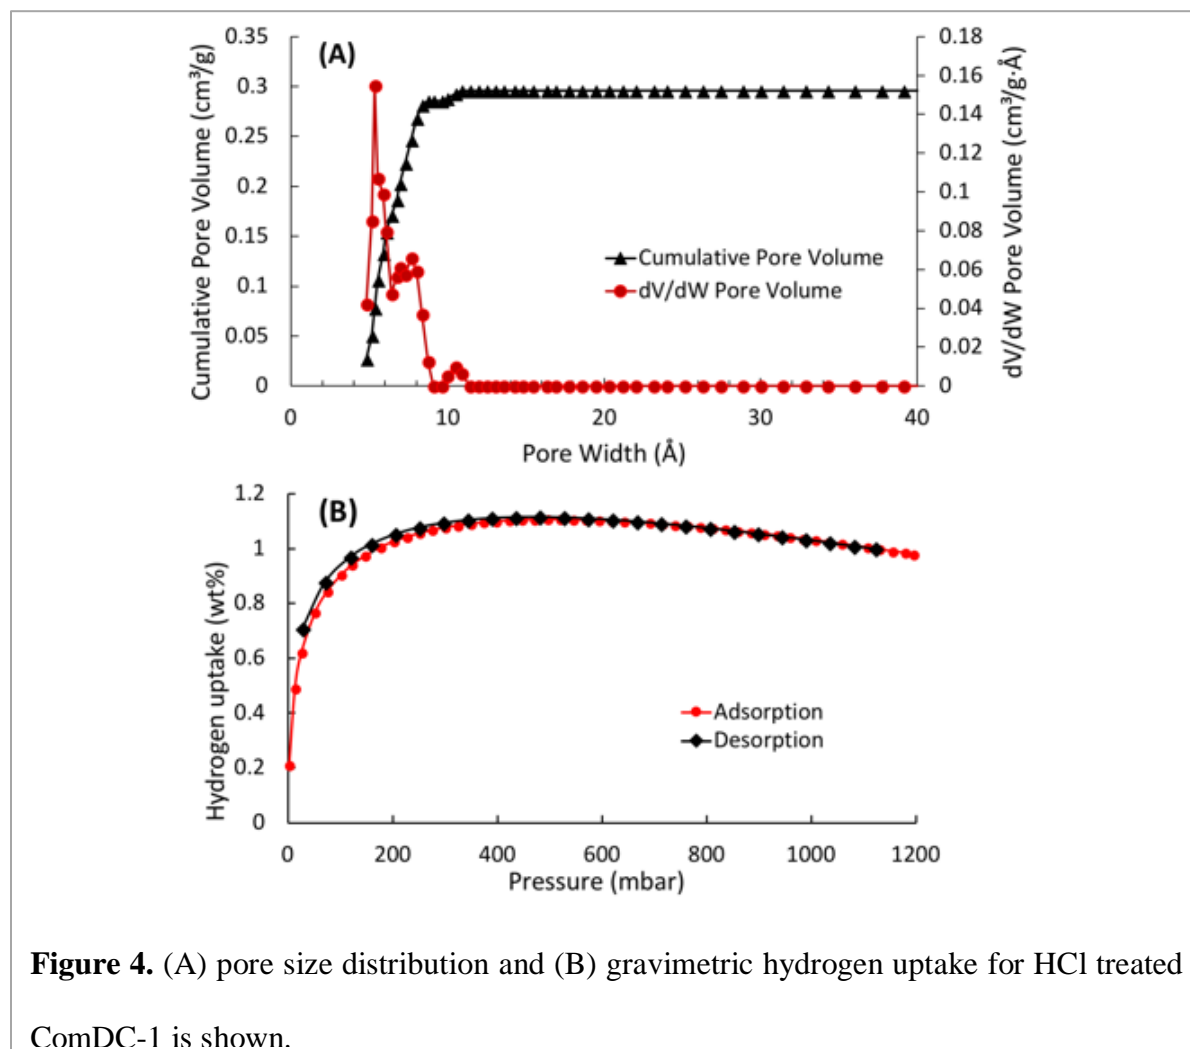 (A)
Cumulative Pore Volume (cm³/g)
0.35
0.3
0.25
0.2
0.15
0.1
0.05
0
0.18
0.16
0.14
0.12
0.1
0.08
0.06
0.04
0.02
0
dV/dW Pore Volume (cm³/g·Å)
Cumulative Pore Volume
dV/dW Pore Volume
0 10 20 30 40
Pore Width (Å)
(B)
Hydrogen uptake (wt%)
1.2
1
0.8
0.6
0.4
0.2
0
Adsorption
Desorption
0 200 400 600 800 1000 1200
Pressure (mbar)
Figure 4. (A) pore size distribution and (B) gravimetric hydrogen uptake for HCl treated
ComDC-1 is shown.